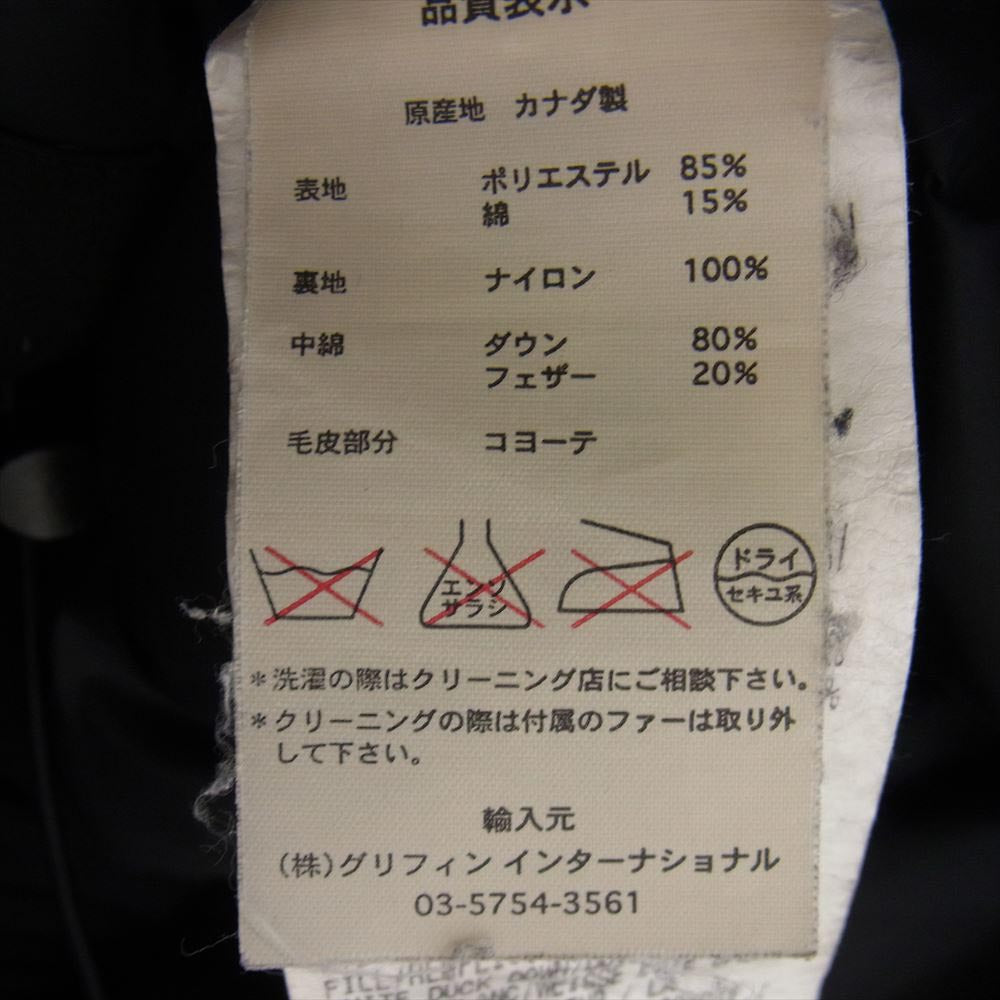 品質表示
原産地 カナダ製
表地 ポリエステル 85%
綿 15%
裏地 ナイロン 100%
中綿 ダウン 80%
フェザー 20%
毛皮部分 コヨーテ
エンソ
サラシ
ドライ
セキユ系
*洗濯の際はクリーニング店にご相談下さい。
*クリーニングの際は付属のファーは取り外
して下さい。
輸入元
(株)グリフィン インターナショナル
03-5754-3561